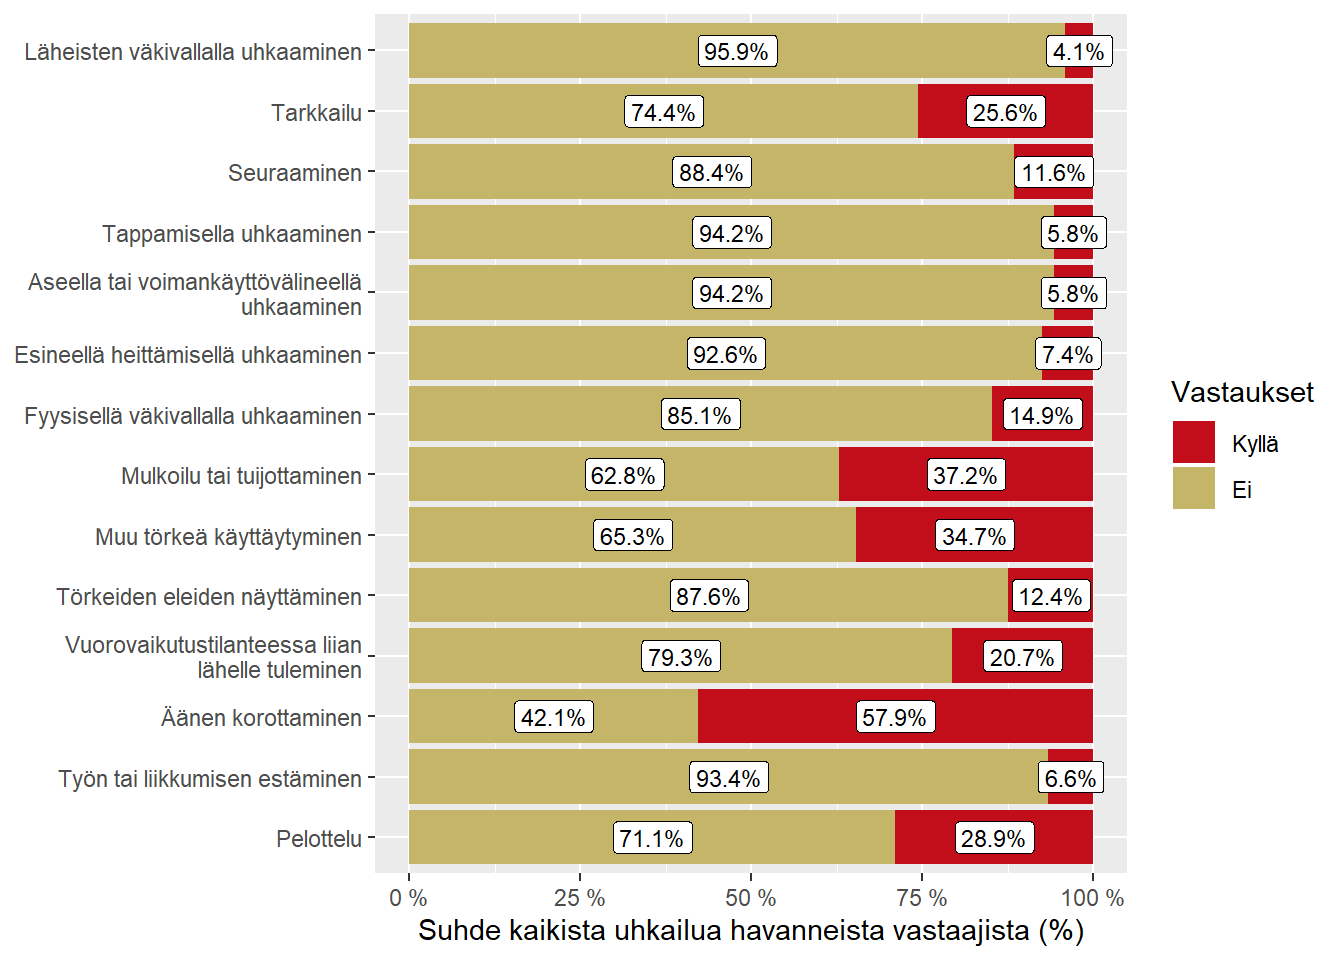 Läheisten väkivallalla uhkaaminen
95.9%
4.1%
Tarkkailu
74.4%
25.6%
Seuraaminen
88.4%
11.6%
Tappamisella uhkaaminen
94.2%
5.8%
Aseella tai voimankäyttövälineellä
uhkaaminen
94.2%
5.8%
Esineellä heittämisellä uhkaaminen
92.6%
7.4%
Fyysisellä väkivallalla uhkaaminen
85.1%
14.9%
Mulkoilu tai tuijottaminen
62.8%
37.2%
Muu törkeä käyttäytyminen
65.3%
34.7%
Törkeiden eleiden näyttäminen
87.6%
12.4%
Vuorovaikutustilanteessa liian
lähelle tuleminen
79.3%
20.7%
Äänen korottaminen
42.1%
57.9%
Työn tai liikkumisen estäminen
93.4%
6.6%
Pelottelu
71.1%
28.9%
0 %
25 %
50 %
75 %
100 %
Suhde kaikista uhkailua havanneista vastaajista (%)
Vastaukset
Kyllä
Ei